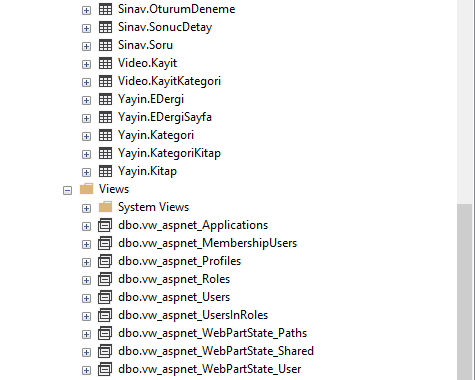 Sinav.OturumDeneme
Sinav.SonucDetay
Sinav.Soru
Video.Kayit
Video.KayitKategori
Yayin.EDergi
Yayin.EDergiSayfa
Yayin.Kategori
Yayin.KategoriKitap
Yayin.Kitap
Views
System Views
dbo.vw_aspnet_Applications
dbo.vw_aspnet_MembershipUsers
dbo.vw_aspnet_Profiles
dbo.vw_aspnet_Roles
dbo.vw_aspnet_Users
dbo.vw_aspnet_UsersInRoles
dbo.vw_aspnet_WebPartState_Paths
dbo.vw_aspnet_WebPartState_Shared
dbo.vw_aspnet_WebPartState_User